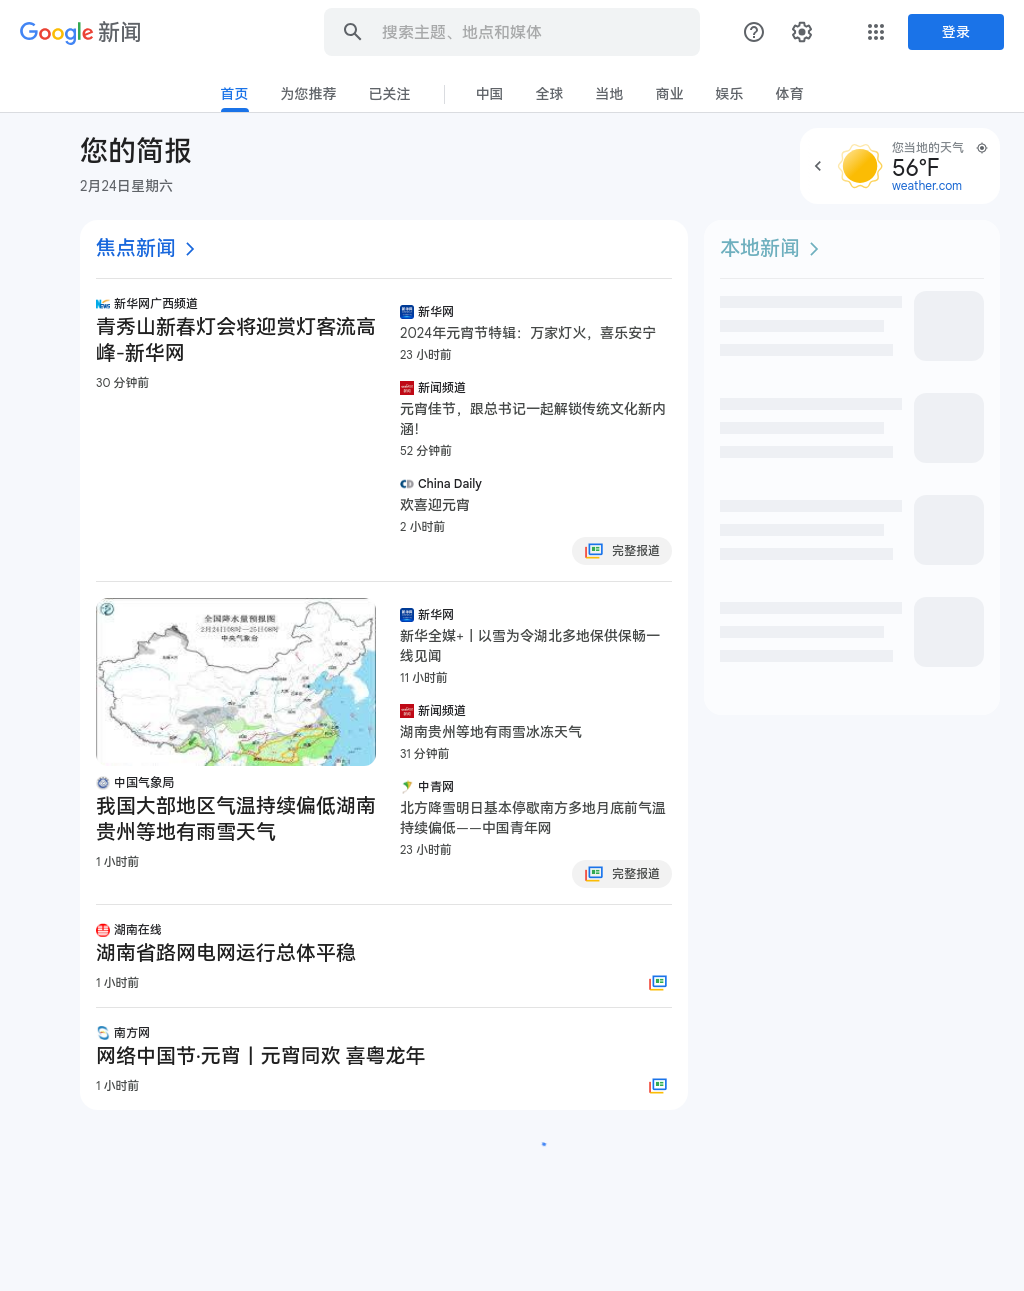 Google 新闻
搜索主题、地点和媒体
登录
首页
为您推荐
已关注
中国
全球
当地
商业
娱乐
体育
您的简报
2月24日星期六
您当地的天气
56°F
weather.com
焦点新闻
新华网广西频道
青秀山新春灯会将迎赏灯客流高
峰-新华网
30 分钟前
新华网
2024年元宵节特辑：万家灯火，喜乐安宁
23 小时前
新闻频道
元宵佳节，跟总书记一起解锁传统文化新内
涵！
52 分钟前
China Daily
欢喜迎元宵
2 小时前
完整报道
全国降水量预报图
2月24日08时—25日08时
中央气象台
中国气象局
我国大部地区气温持续偏低湖南
贵州等地有雨雪天气
1 小时前
新华网
新华全媒+丨以雪为令湖北多地保供保畅一
线见闻
11 小时前
新闻频道
湖南贵州等地有雨雪冰冻天气
31 分钟前
中青网
北方降雪明日基本停歇南方多地月底前气温
持续偏低——中国青年网
23 小时前
完整报道
湖南在线
湖南省路网电网运行总体平稳
1 小时前
南方网
网络中国节·元宵丨元宵同欢 喜粤龙年
1 小时前
本地新闻